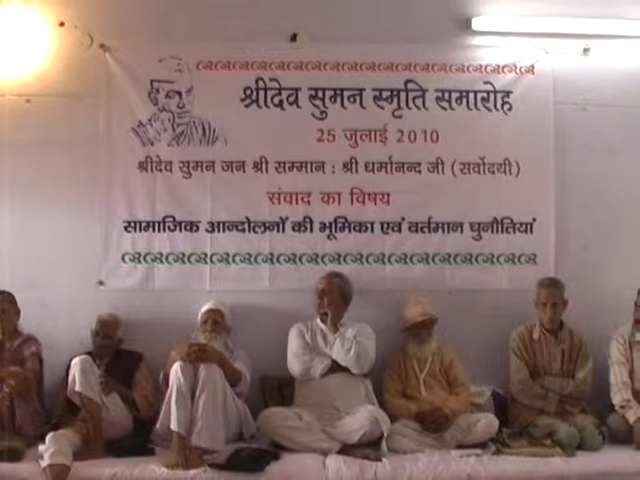 श्रीदेव सुमन स्मृति समारोह
25 जुलाई 2010
श्रीदेव सुमन जन श्री सम्मान : श्री धर्मानन्द जी (सर्वोदयी)
संवाद का विषय
सामाजिक आन्दोलनों की भूमिका एवं वर्तमान चुनौतियां